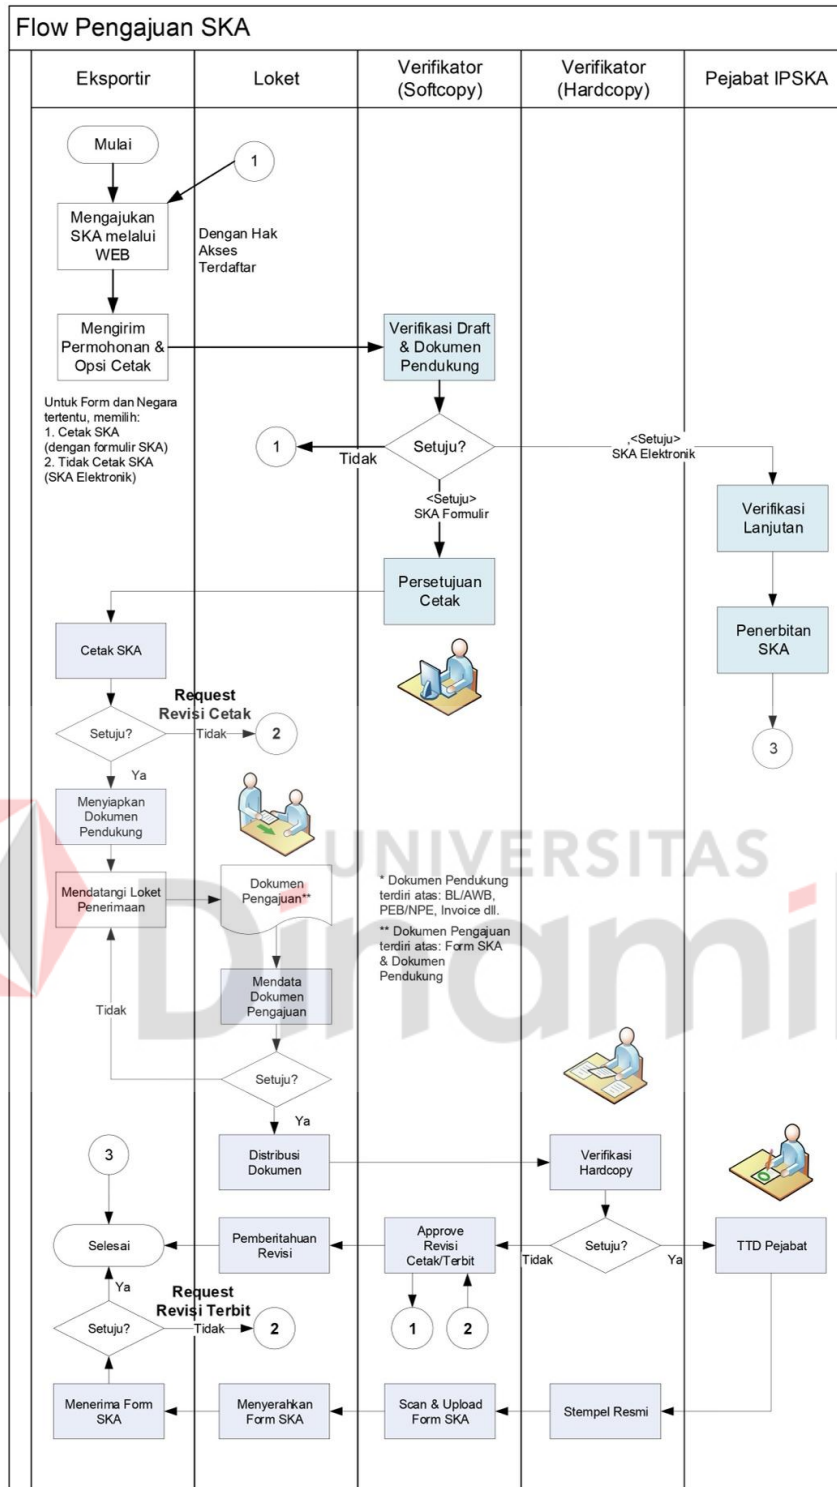 Flow Pengajuan SKA
Eksportir
Loket
Verifikator
(Softcopy)
Verifikator
(Hardcopy)
Pejabat IPSKA
Mulai
1
Mengajukan
SKA melalui
WEB
Dengan Hak
Akses
Terdaftar
Mengirim
Permohonan &
Opsi Cetak
Verifikasi Draft
& Dokumen
Pendukung
Untuk Form dan Negara
tertentu, memilih:
1. Cetak SKA
(dengan formulir SKA)
2. Tidak Cetak SKA
(SKA Elektronik)
1
Tidak
Setuju?
,<Setuju>
SKA Elektronik
<Setuju>
SKA Formulir
Verifikasi
Lanjutan
Persetujuan
Cetak
Penerbitan
SKA
Cetak SKA
Request
Revisi Cetak
Setuju?
Tidak
2
3
Ya
Menyiapkan
Dokumen
Pendukung
UNIVERSITAS
Dinami
Mendatangi Loket
Penerimaan
Dokumen
Pengajuan**
* Dokumen Pendukung
terdiri atas: BL/AWB,
PEB/NPE, Invoice dll.
** Dokumen Pengajuan
terdiri atas: Form SKA
& Dokumen
Pendukung
Mendata
Dokumen
Pengajuan
Tidak
Setuju?
Ya
3
Distribusi
Dokumen
Verifikasi
Hardcopy
Selesai
Pemberitahuan
Revisi
Approve
Revisi
Cetak/Terbit
Tidak
Setuju?
Ya
TTD Pejabat
Ya
Request
Revisi Terbit
Setuju?
Tidak
2
1
2
Menerima Form
SKA
Menyerahkan
Form SKA
Scan & Upload
Form SKA
Stempel Resmi